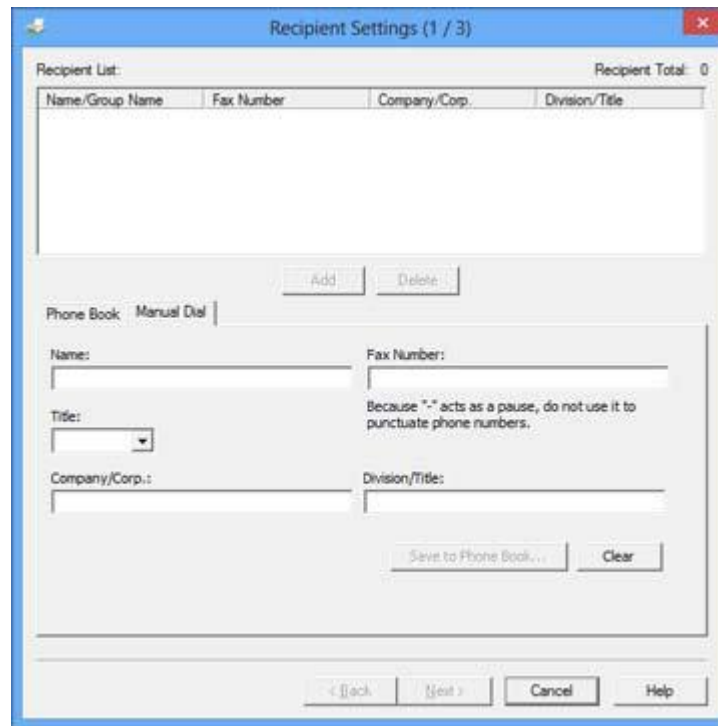 Recipient Settings (1 / 3)
Recipient List: Recipient Total: 0
Name/Group Name Fax Number Company/Corp. Division/Title
Add Delete
Phone Book Manual Dial
Name: Fax Number:
Because "-" acts as a pause, do not use it to
punctuate phone numbers.
Title:
Company/Corp.: Division/Title:
Save to Phone Book... Clear
< Back Next > Cancel Help